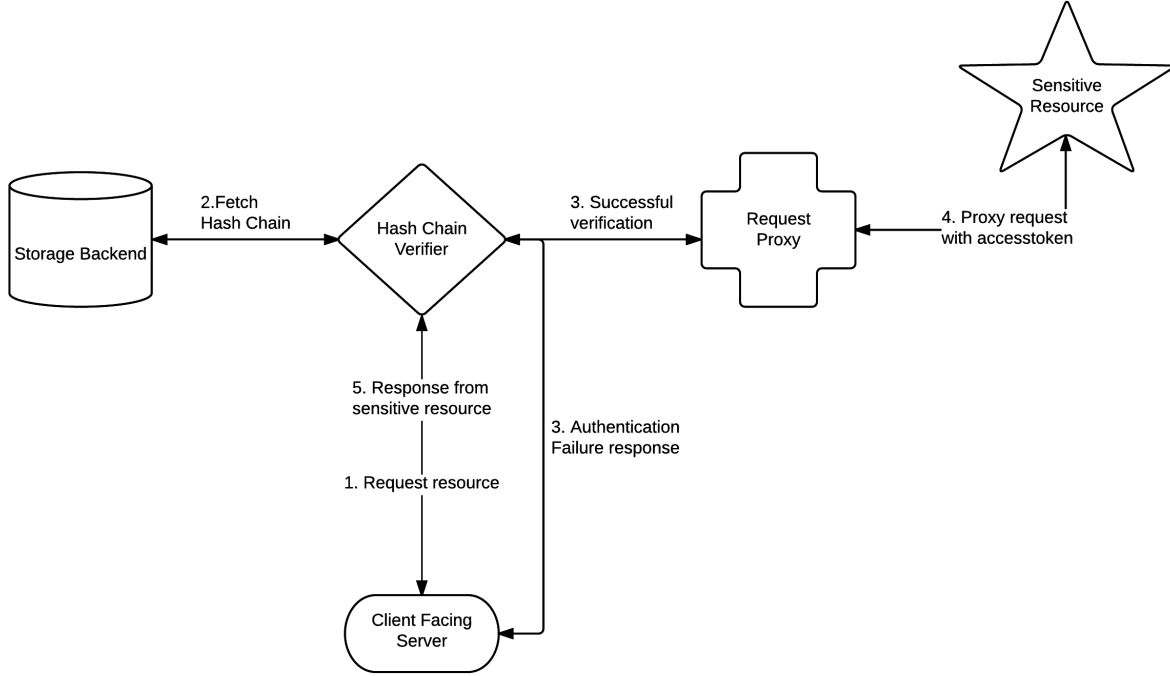 Sensitive
Resource
2.Fetch
Hash Chain
3. Successful
verification
Storage Backend
Hash Chain
Verifier
Request
Proxy
4. Proxy request
with accesstoken
5. Response from
sensitive resource
3. Authentication
Failure response
1. Request resource
Client Facing
Server